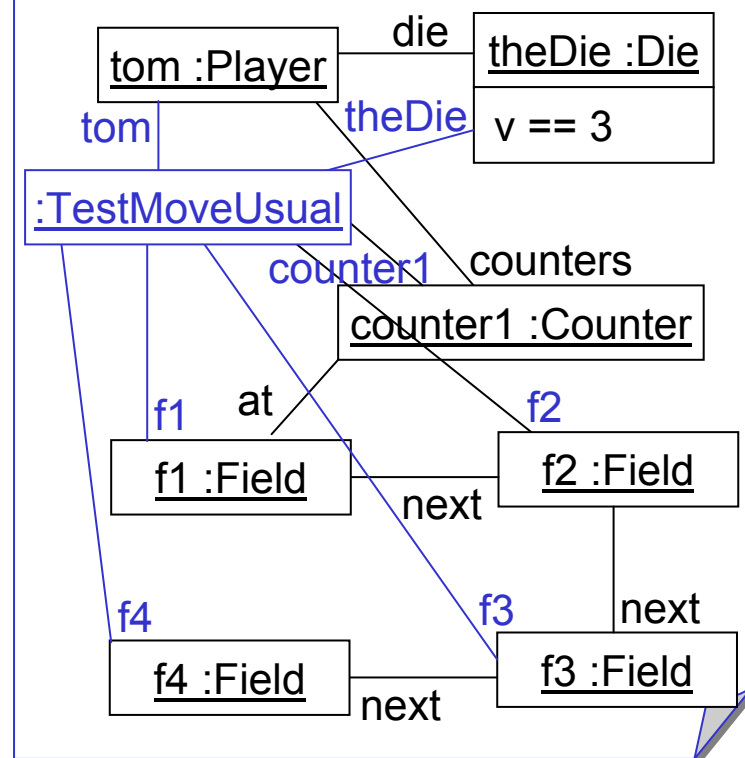 die
tom :Player
theDie :Die
tom
theDie
v == 3
:TestMoveUsual
counter1
counters
counter1 :Counter
f1
at
f2
f1 :Field
f2 :Field
next
f4
f3
next
f4 :Field
f3 :Field
next